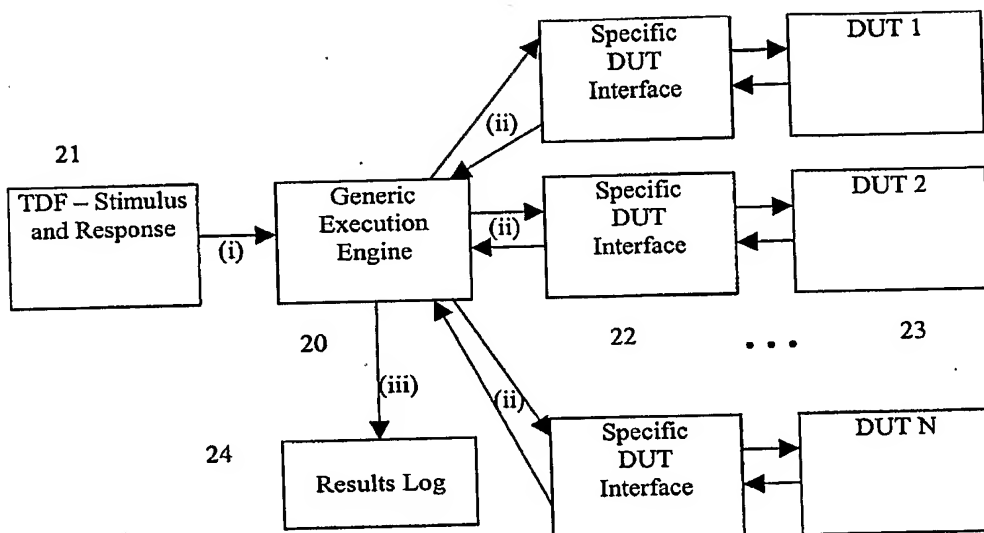 Specific
DUT
Interface
DUT 1
(ii)
21
TDF – Stimulus
and Response
(i)
Generic
Execution
Engine
(ii)
Specific
DUT
Interface
DUT 2
20
22
...
23
(iii)
(ii)
24
Results Log
Specific
DUT
Interface
DUT N